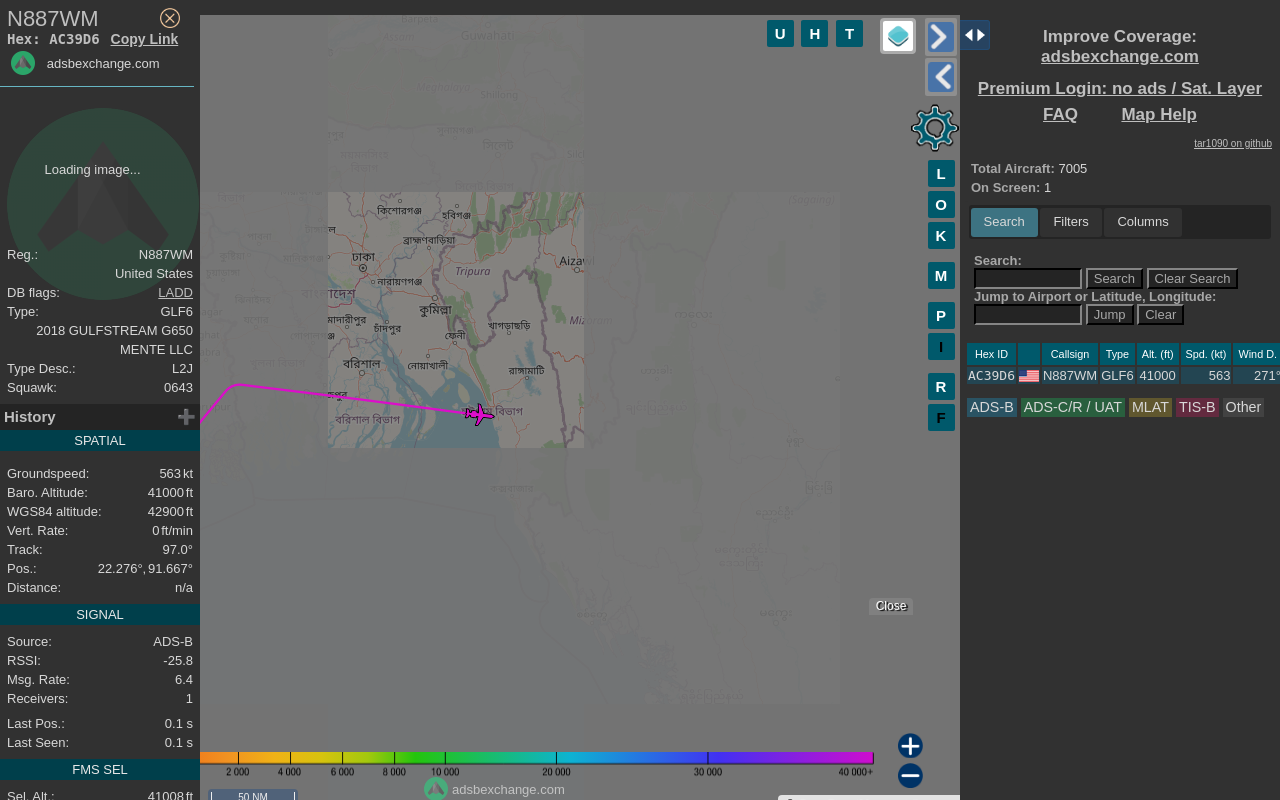 N887WM
Hex: AC39D6 Copy Link
adsbexchange.com
Loading image...
Reg.: N887WM
United States
DB flags: LADD
Type: GLF6
2018 GULFSTREAM G650
MENTE LLC
Type Desc.: L2J
Squawk: 0643
History
SPATIAL
Groundspeed: 563 kt
Baro. Altitude: 41000 ft
WGS84 altitude: 42900 ft
Vert. Rate: 0 ft/min
Track: 97.0°
Pos.: 22.276°, 91.667°
Distance: n/a
SIGNAL
Source: ADS-B
RSSI: -25.8
Msg. Rate: 6.4
Receivers: 1
Last Pos.: 0.1 s
Last Seen: 0.1 s
FMS SEL
Sel. Alt.: 41008 ft
U H T
Guwahati
Shillong
কিশোরগঞ্জ
হবিগঞ্জ
ব্রাহ্মণবাড়িয়া
ঢাকা
Aizawl
Tripura
নারায়ণগঞ্জ
কুমিল্লা
চাঁদপুর
ফেনী
খাগড়াছড়ি
বরিশাল
নোয়াখালী
রাঙ্গামাটি
বরিশাল বিভাগ
L
O
K
M
P
I
R
F
Close
2 000 4 000 6 000 8 000 10 000 20 000 30 000 40 000+
adsbexchange.com
50 NM
Improve Coverage:
adsbexchange.com
Premium Login: no ads / Sat. Layer
FAQ Map Help
tar1090 on github
Total Aircraft: 7005
On Screen: 1
Search Filters Columns
Search:
Search Clear Search
Jump to Airport or Latitude, Longitude:
Jump Clear
Hex ID Callsign Type Alt. (ft) Spd. (kt) Wind D.
AC39D6 N887WM GLF6 41000 563 271°
ADS-B ADS-C/R / UAT MLAT TIS-B Other